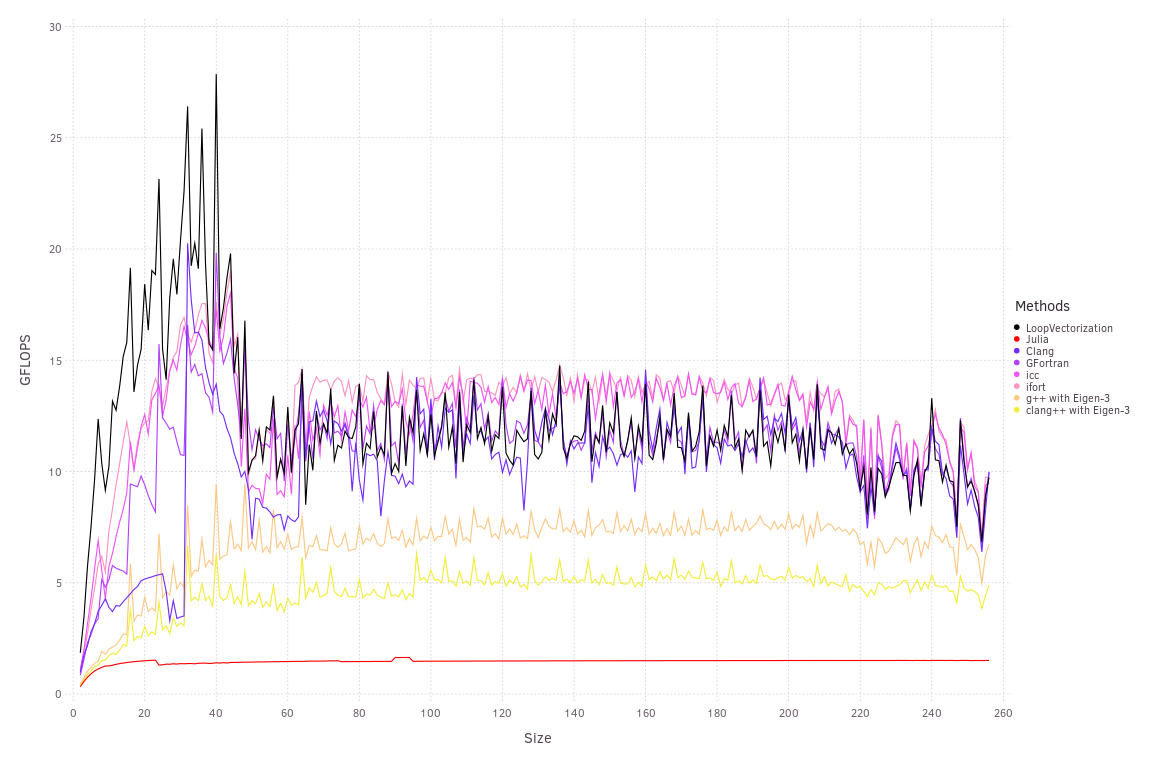 30
25
20
15
10
5
0
GFLOPS
0 20 40 60 80 100 120 140 160 180 200 220 240 260
Size
Methods
LoopVectorization
Julia
Clang
GFortran
icc
ifort
g++ with Eigen-3
clang++ with Eigen-3